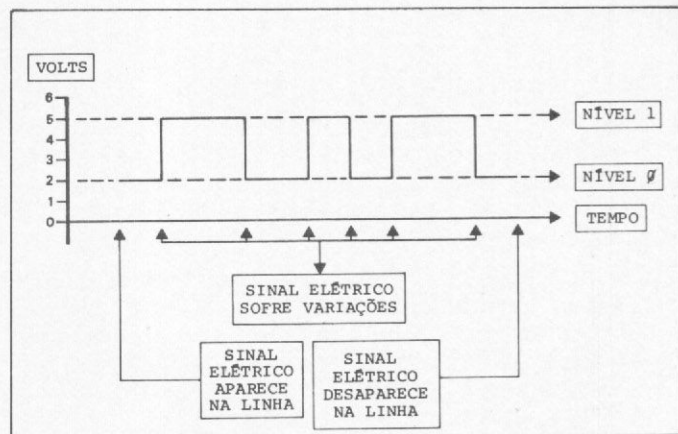 VOLTS
6
5
4
3
2
1
0
NÍVEL 1
NÍVEL Ø
TEMPO
SINAL ELÉTRICO
SOFRE VARIAÇÕES
SINAL
ELÉTRICO
APARECE
NA LINHA
SINAL
ELÉTRICO
DESAPARECE
NA LINHA